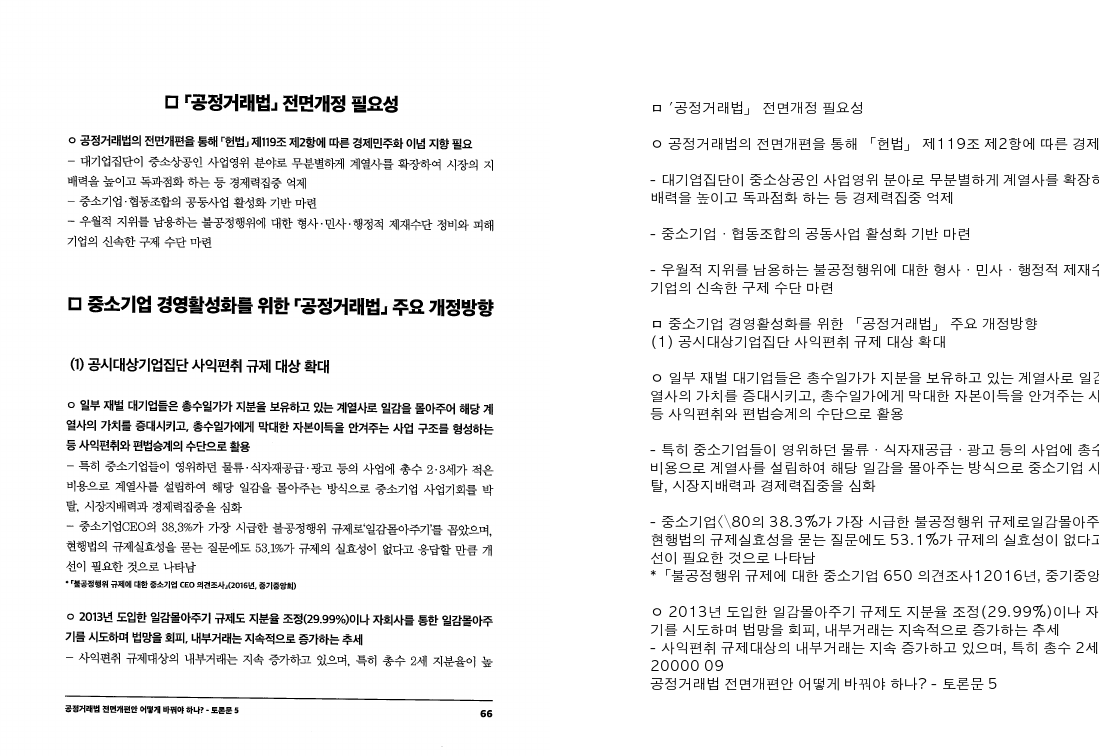 □ 「공정거래법」 전면개정 필요성
ㅇ 공정거래법의 전면개편을 통해 「헌법」 제119조 제2항에 따른 경제민주화 이념 지향 필요
- 대기업집단이 중소상공인 사업영위 분야로 무분별하게 계열사를 확장하여 시장의 지
배력을 높이고 독과점화 하는 등 경제력집중 억제
- 중소기업·협동조합의 공동사업 활성화 기반 마련
- 우월적 지위를 남용하는 불공정행위에 대한 형사·민사·행정적 제재수단 정비와 피해
기업의 신속한 구제 수단 마련
□ 중소기업 경영활성화를 위한 「공정거래법」 주요 개정방향
(1) 공시대상기업집단 사익편취 규제 대상 확대
ㅇ 일부 재벌 대기업들은 총수일가가 지분을 보유하고 있는 계열사로 일감을 몰아주어 해당 계
열사의 가치를 증대시키고, 총수일가에게 막대한 자본이득을 안겨주는 사업 구조를 형성하는
등 사익편취와 편법승계의 수단으로 활용
- 특히 중소기업들이 영위하던 물류·식자재공급·광고 등의 사업에 총수 2·3세가 적은
비용으로 계열사를 설립하여 해당 일감을 몰아주는 방식으로 중소기업 사업기회를 박
탈, 시장지배력과 경제력집중을 심화
- 중소기업CEO의 38.3%가 가장 시급한 불공정행위 규제로'일감몰아주기'를 꼽았으며,
현행법의 규제실효성을 묻는 질문에도 53.1%가 규제의 실효성이 없다고 응답할 만큼 개
선이 필요한 것으로 나타남
*「불공정행위 규제에 대한 중소기업 CEO 의견조사」(2016년, 중기중앙회)
ㅇ 2013년 도입한 일감몰아주기 규제도 지분율 조정(29.99%)이나 자회사를 통한 일감몰아주
기를 시도하며 법망을 회피, 내부거래는 지속적으로 증가하는 추세
- 사익편취 규제대상의 내부거래는 지속 증가하고 있으며, 특히 총수 2세 지분율이 높
공정거래법 전면개편안 어떻게 바꿔야 하나? - 토론문 5
66
ㅁ ′공정거래법」 전면개정 필요성
ㅇ 공정거래법의 전면개편을 통해 「헌법」 제119조 제2항에 따른 경제
- 대기업집단이 중소상공인 사업영위 분야로 무분별하게 계열사를 확장하
배력을 높이고 독과점화 하는 등 경제력집중 억제
- 중소기업 · 협동조합의 공동사업 활성화 기반 마련
- 우월적 지위를 남용하는 불공정행위에 대한 형사 · 민사 · 행정적 제재수
기업의 신속한 구제 수단 마련
ㅁ 중소기업 경영활성화를 위한 「공정거래법」 주요 개정방향
(1) 공시대상기업집단 사익편취 규제 대상 확대
ㅇ 일부 재벌 대기업들은 총수일가가 지분을 보유하고 있는 계열사로 일감
열사의 가치를 증대시키고, 총수일가에게 막대한 자본이득을 안겨주는 사
등 사익편취와 편법승계의 수단으로 활용
- 특히 중소기업들이 영위하던 물류 · 식자재공급 · 광고 등의 사업에 총수
비용으로 계열사를 설립하여 해당 일감을 몰아주는 방식으로 중소기업 사
탈, 시장지배력과 경제력집중을 심화
- 중소기업〈\80의 38.3%가 가장 시급한 불공정행위 규제로일감몰아주
현행법의 규제실효성을 묻는 질문에도 53.1%가 규제의 실효성이 없다고
선이 필요한 것으로 나타남
*「불공정행위 규제에 대한 중소기업 650 의견조사12016년, 중기중앙
ㅇ 2013년 도입한 일감몰아주기 규제도 지분율 조정(29.99%)이나 자
기를 시도하며 법망을 회피, 내부거래는 지속적으로 증가하는 추세
- 사익편취 규제대상의 내부거래는 지속 증가하고 있으며, 특히 총수 2세
20000 09
공정거래법 전면개편안 어떻게 바꿔야 하나? - 토론문 5